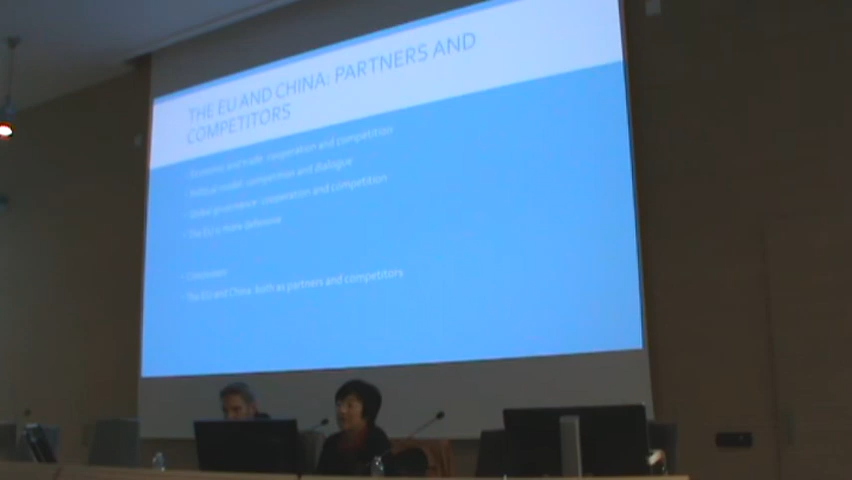 THE EU AND CHINA: PARTNERS AND
COMPETITORS
Economic and trade: cooperation and competition
Political model: competition and dialogue
Global governance: cooperation and competition
The EU is more defensive
Conclusion
The EU and China: both as partners and competitors